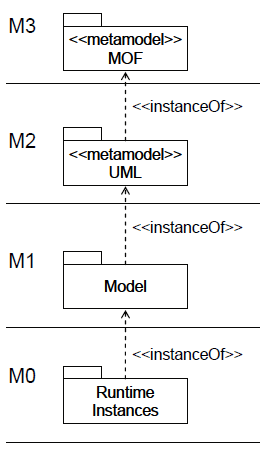 M3
<<metamodel>>
MOF
<<instanceOf>>
M2
<<metamodel>>
UML
<<instanceOf>>
M1
Model
<<instanceOf>>
M0
Runtime
Instances